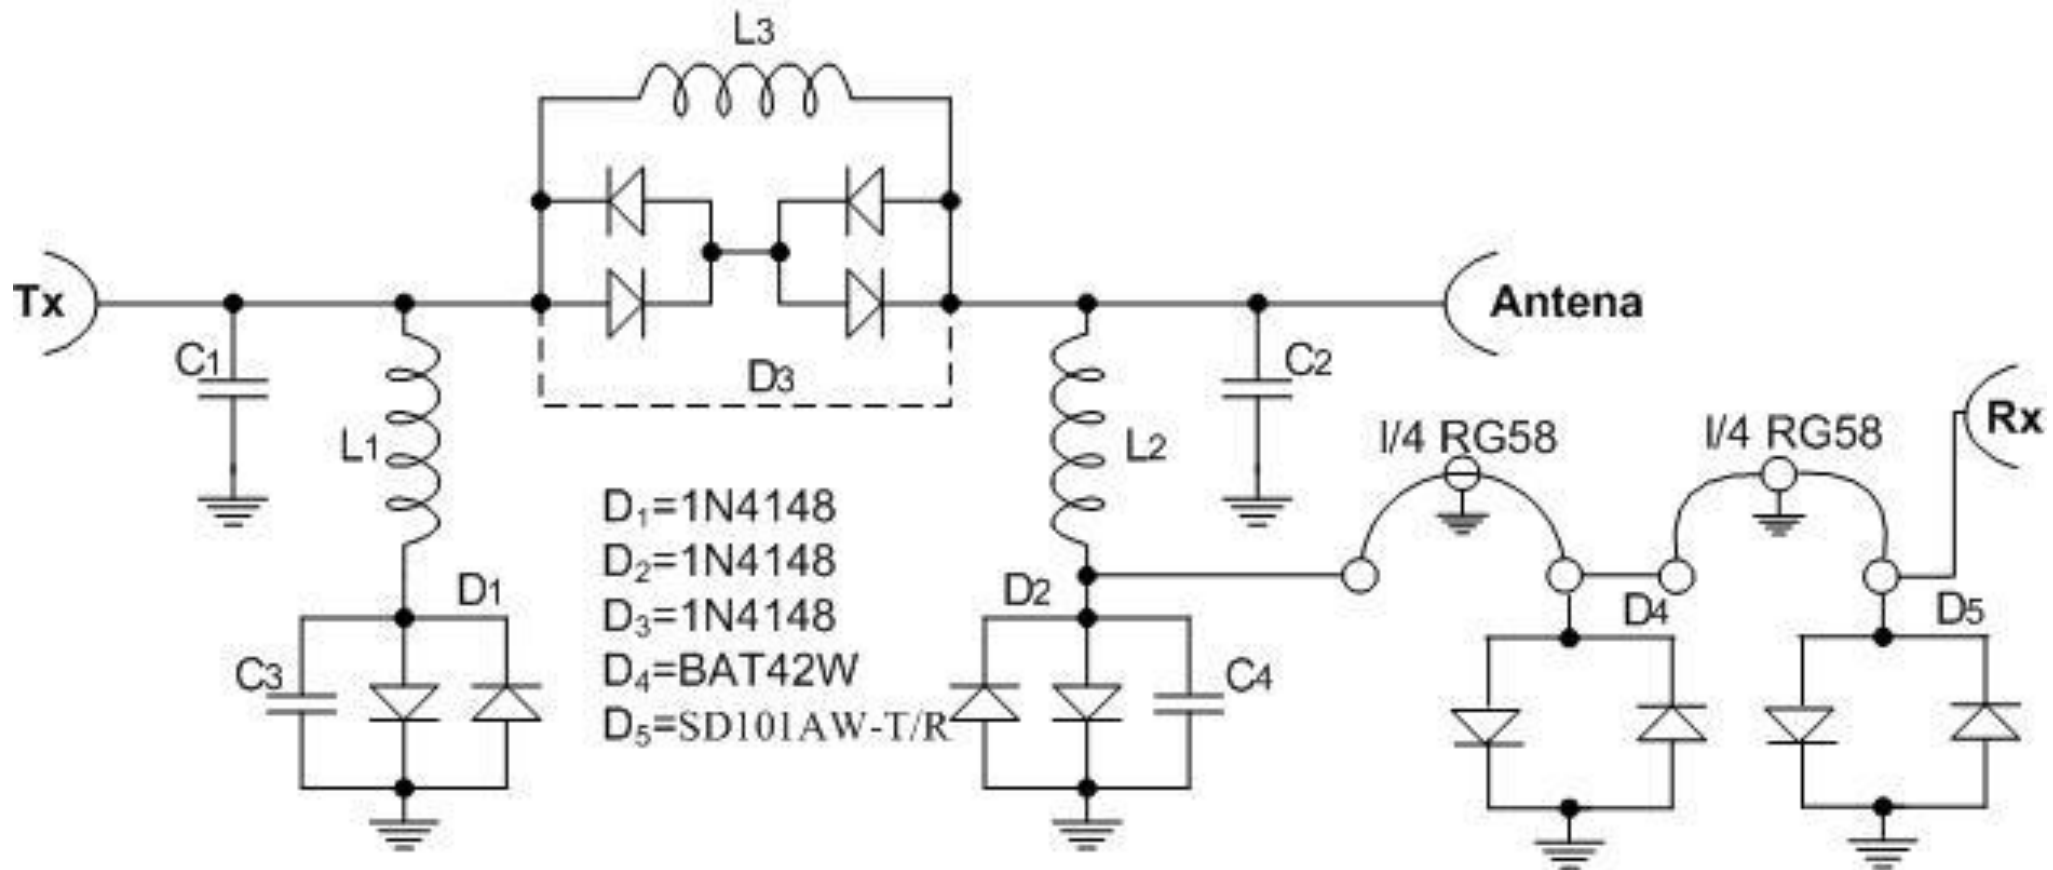 L3
Tx
Antena
C1
D3
C2
Rx
L1
L2
I/4 RG58
I/4 RG58
D₁=1N4148
D₂=1N4148
D₃=1N4148
D₄=BAT42W
D₅=SD101AW-T/R
D1
D2
D4
D5
C3
C4